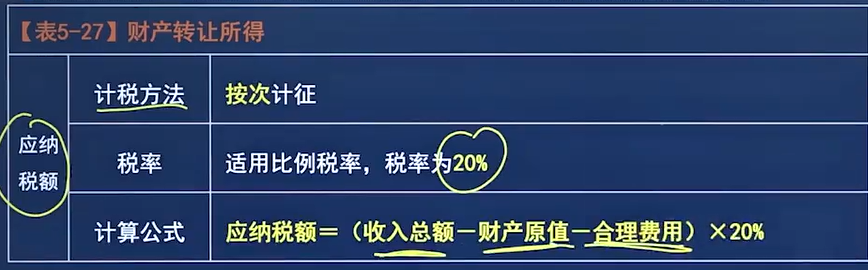 【表5-27】财产转让所得
应纳
税额
计税方法
按次计征
税率
适用比例税率，税率为20%
计算公式
应纳税额＝（收入总额－财产原值－合理费用）×20%